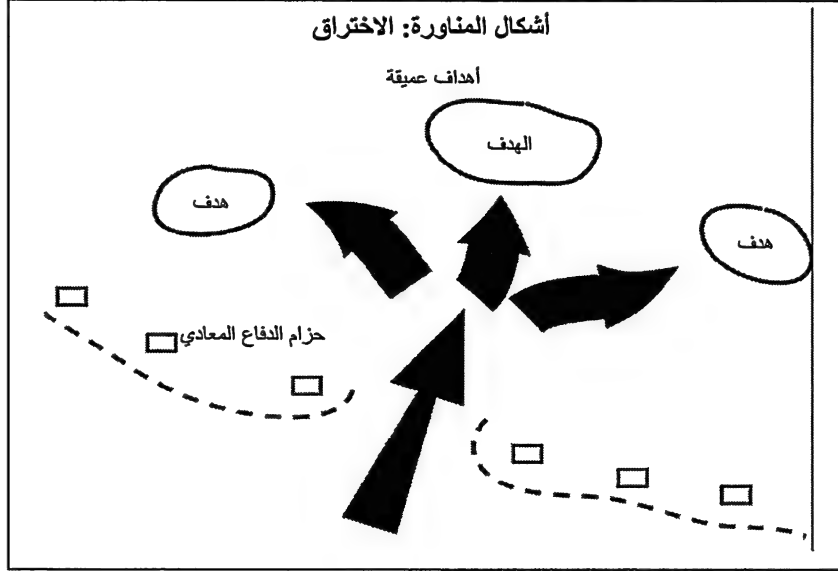 أشكال المناورة: الاختراق
أهداف عميقة
الهدف
هدف
هدف
حزام الدفاع المعادي